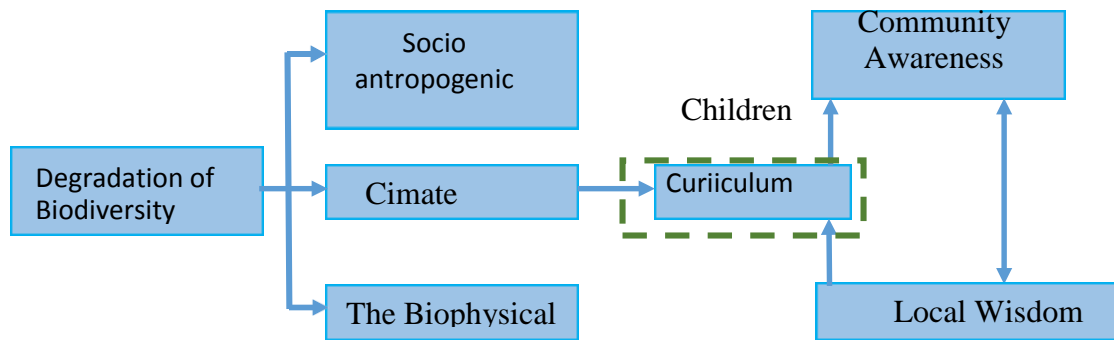 Socio
antropogenic
Community
Awareness
Children
Degradation of
Biodiversity
Cimate
Curiiculum
The Biophysical
Local Wisdom